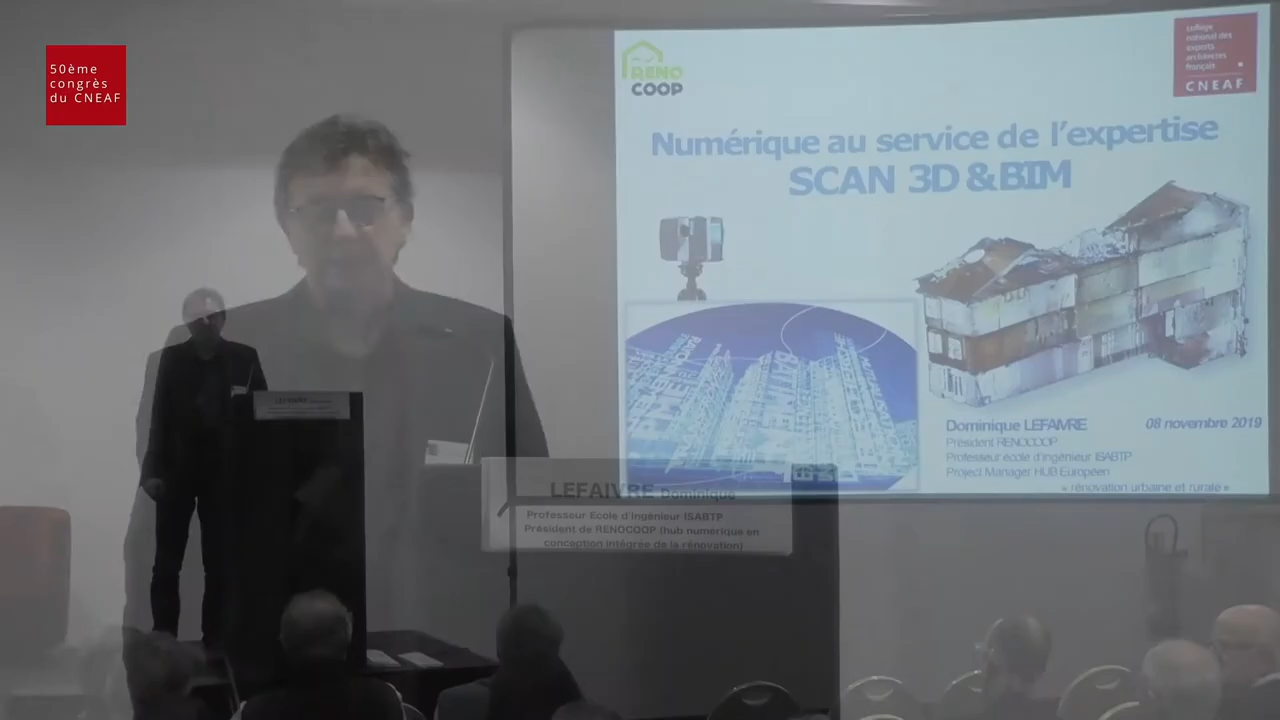 50ème
congrès
du CNEAF
RENO
COOP
collège
national des
experts
architectes
français
CNEAF
Numérique au service de l'expertise
SCAN 3D & BIM
Dominique LEFAIVRE
08 novembre 2019
Président RENOCOOP
Professeur école d'ingénieur ISABTP
Project Manager HUB Européen
« rénovation urbaine et rurale »
LEFAIVRE Dominique
Professeur Ecole d'ingénieur ISABTP
Président de RENOCOOP (hub numérique en
conception intégrée de la rénovation)
LEFAIVRE